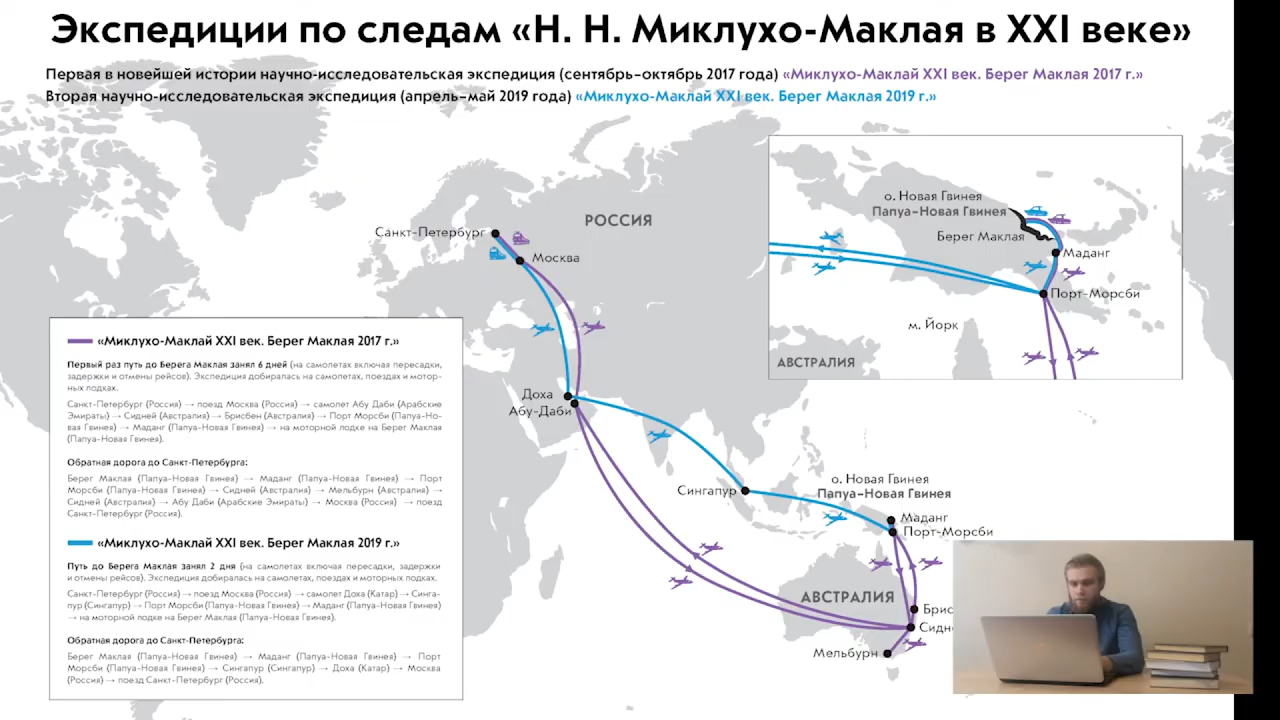 Экспедиции по следам «Н. Н. Миклухо-Маклая в XXI веке»
Первая в новейшей истории научно-исследовательская экспедиция (сентябрь–октябрь 2017 года) «Миклухо-Маклай XXI век. Берег Маклая 2017 г.»
Вторая научно-исследовательская экспедиция (апрель–май 2019 года) «Миклухо-Маклай XXI век. Берег Маклая 2019 г.»
РОССИЯ
Санкт-Петербург
Москва
Доха
Абу-Даби
Сингапур
о. Новая Гвинея
Папуа-Новая Гвинея
Маданг
Порт-Морсби
АВСТРАЛИЯ
Брис
Сидн
Мельбурн
о. Новая Гвинея
Папуа-Новая Гвинея
Берег Маклая
Маданг
Порт-Морсби
м. Йорк
АВСТРАЛИЯ
«Миклухо-Маклай XXI век. Берег Маклая 2017 г.»
Первый раз путь до Берега Маклая занял 6 дней (на самолетах включая пересадки,
задержки и отмены рейсов). Экспедиция добиралась на самолетах, поездах и мотор-
ных лодках.
Санкт-Петербург (Россия) → поезд Москва (Россия) → самолет Абу Даби (Арабские
Эмираты) → Сидней (Австралия) → Брисбен (Австралия) → Порт Морсби (Папуа-Но-
вая Гвинея) → Маданг (Папуа-Новая Гвинея) → на моторной лодке на Берег Маклая
(Папуа-Новая Гвинея).
Обратная дорога до Санкт-Петербурга:
Берег Маклая (Папуа-Новая Гвинея) → Маданг (Папуа-Новая Гвинея) → Порт
Морсби (Папуа-Новая Гвинея) → Сидней (Австралия) → Мельбурн (Австралия) →
Сидней (Австралия) → Абу Даби (Арабские Эмираты) → Москва (Россия) → поезд
Санкт-Петербург (Россия).
«Миклухо-Маклай XXI век. Берег Маклая 2019 г.»
Путь до Берега Маклая занял 2 дня (на самолетах включая пересадки, задержки
и отмены рейсов). Экспедиция добиралась на самолетах, поездах и моторных лодках.
Санкт-Петербург (Россия) → поезд Москва (Россия) → самолет Доха (Катар) → Синга-
пур (Сингапур) → Порт Морсби (Папуа-Новая Гвинея) → Маданг (Папуа-Новая Гвинея)
→ на моторной лодке на Берег Маклая (Папуа-Новая Гвинея).
Обратная дорога до Санкт-Петербурга:
Берег Маклая (Папуа-Новая Гвинея) → Маданг (Папуа-Новая Гвинея) → Порт
Морсби (Папуа-Новая Гвинея) → Сингапур (Сингапур) → Доха (Катар) → Москва
(Россия) → поезд Санкт-Петербург (Россия).